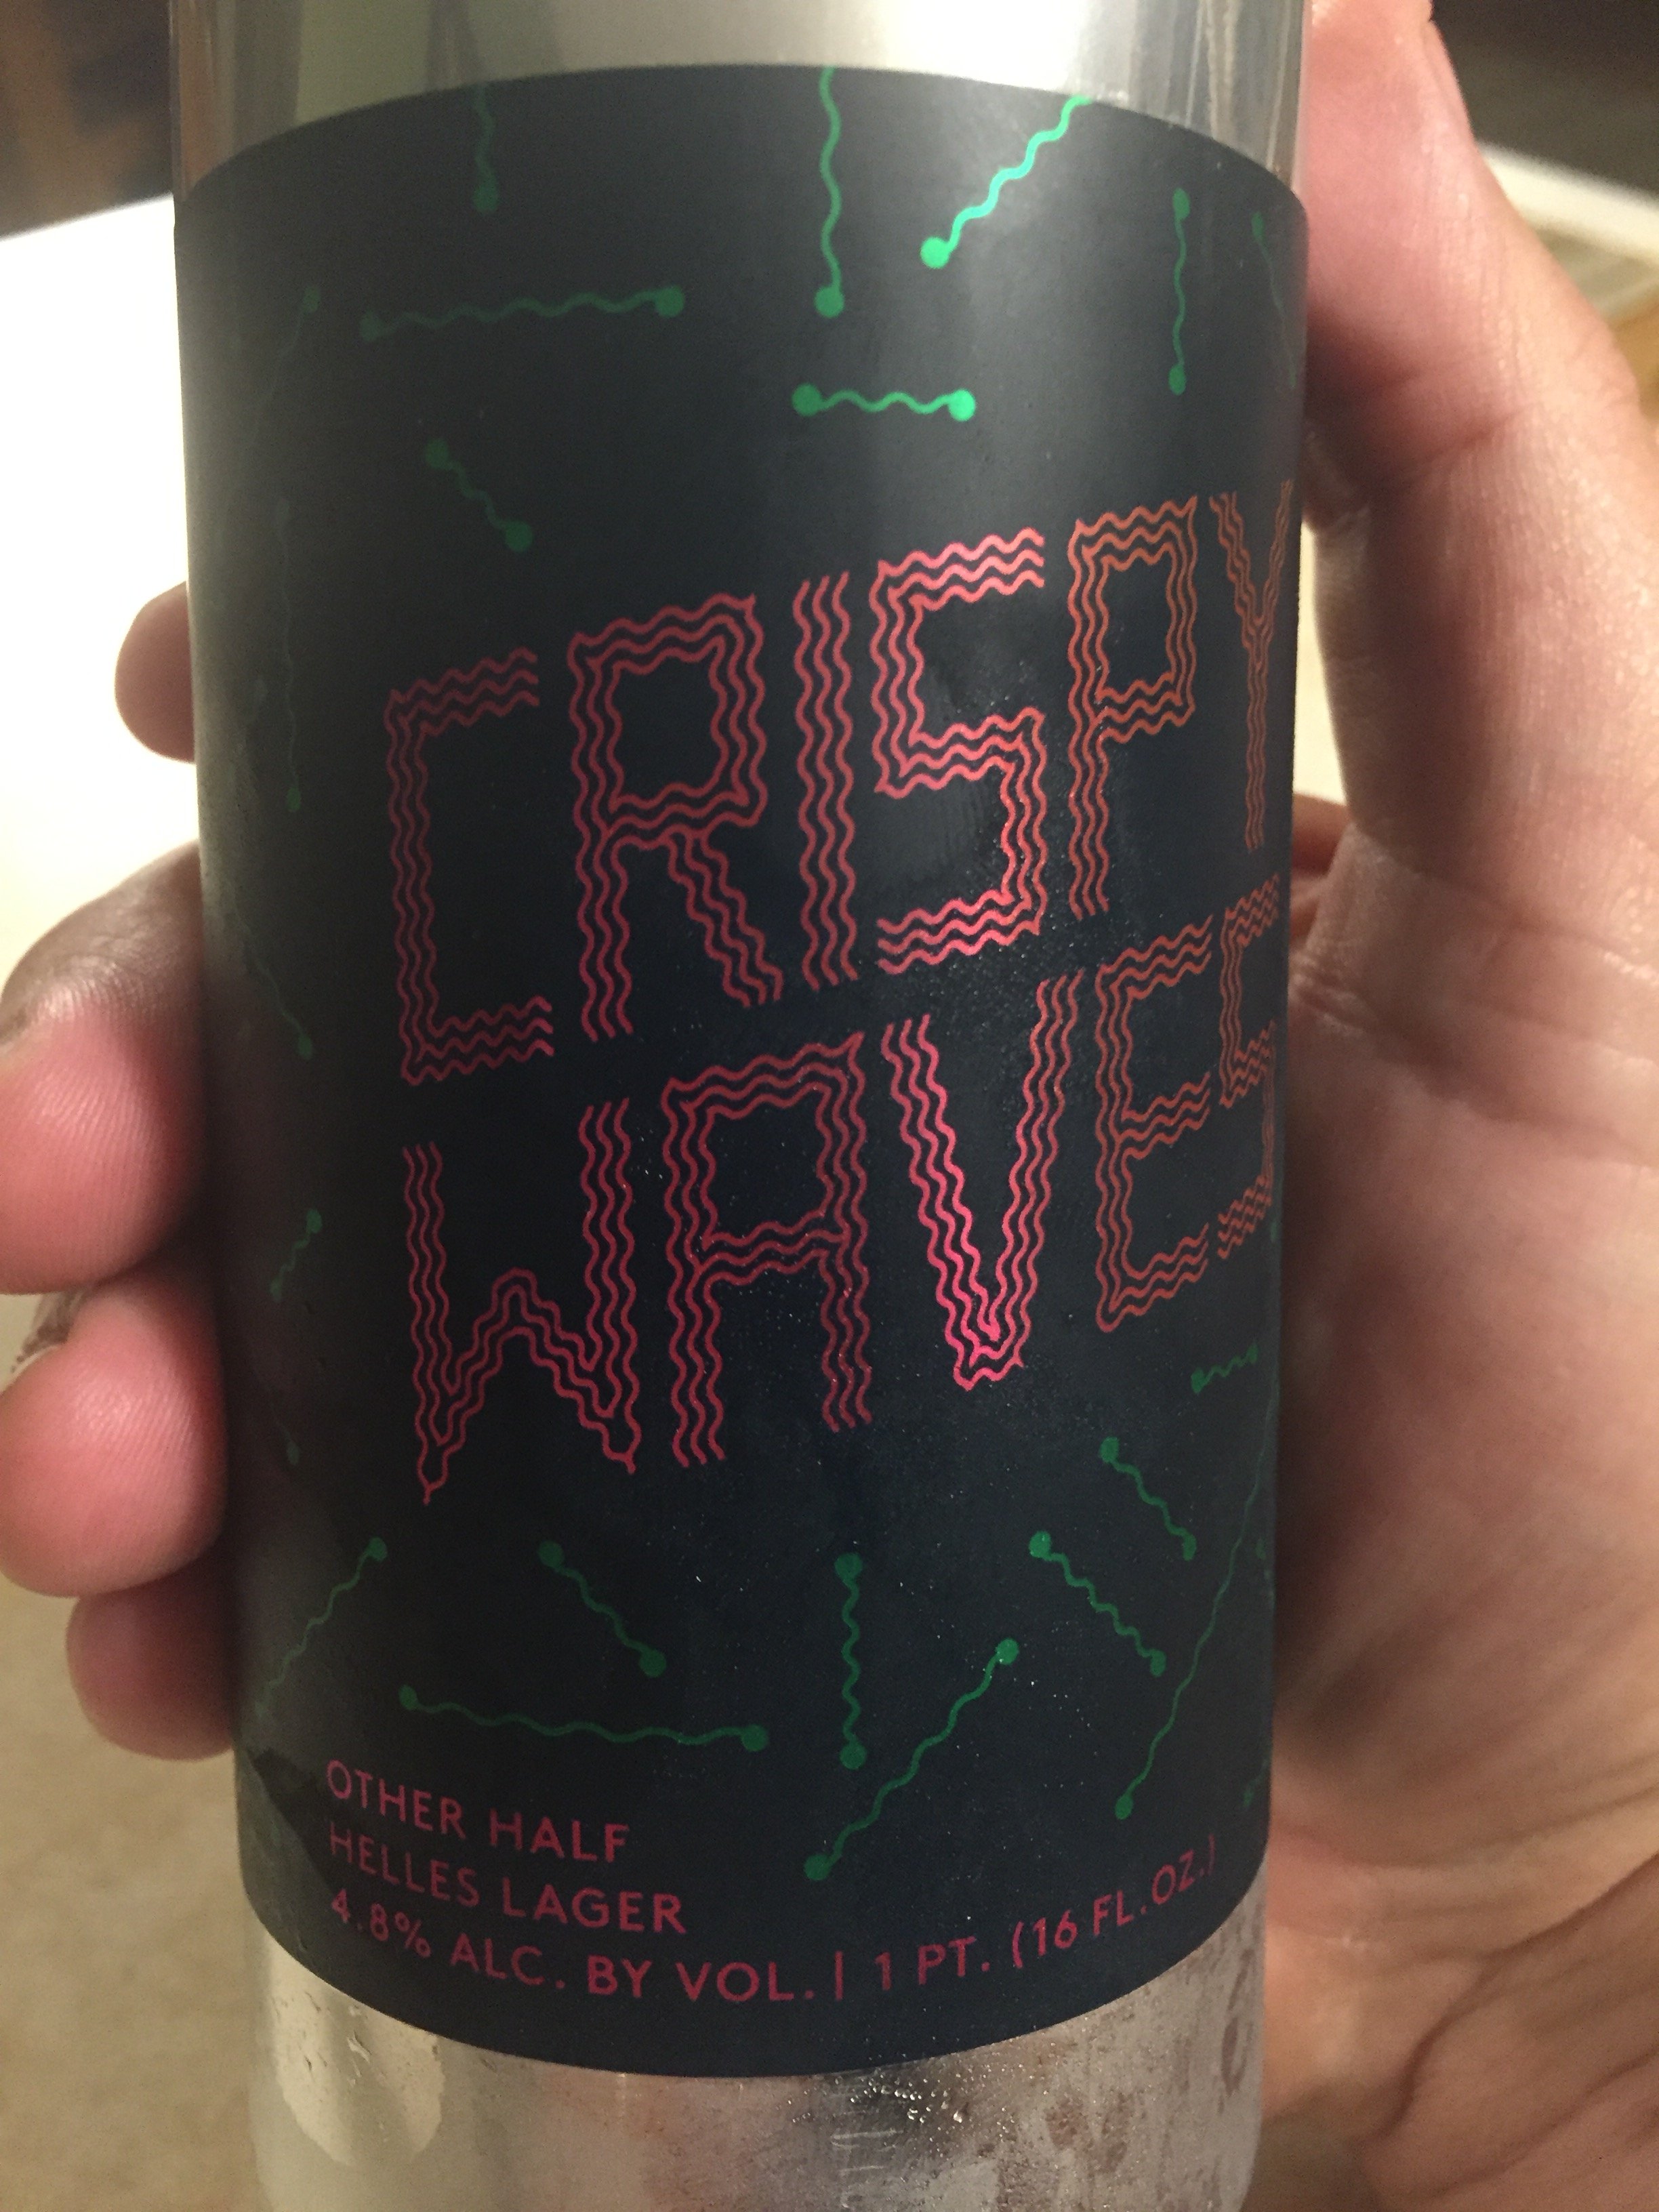 CRISPY
WAVES
OTHER HALF
HELLES LAGER
4.8% ALC. BY VOL. | 1 PT. (16 FL.OZ.)